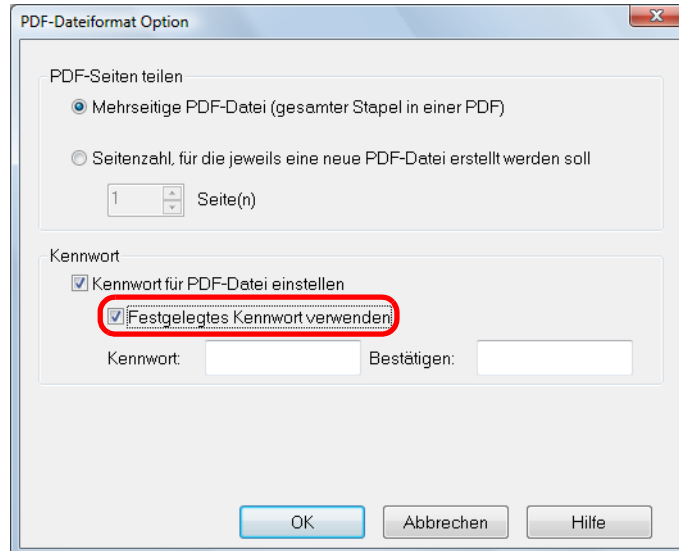 PDF-Dateiformat Option
PDF-Seiten teilen
Mehrseitige PDF-Datei (gesamter Stapel in einer PDF)
Seitenzahl, für die jeweils eine neue PDF-Datei erstellt werden soll
1 Seite(n)
Kennwort
Kennwort für PDF-Datei einstellen
Festgelegtes Kennwort verwenden
Kennwort: Bestätigen:
OK Abbrechen Hilfe